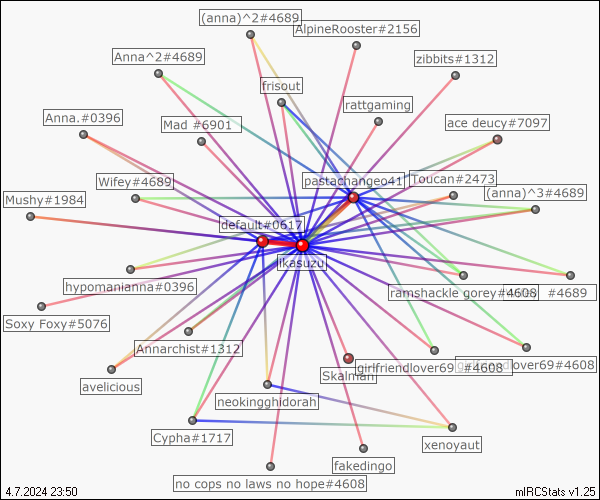 (anna)^2#4689
AlpineRooster#2156
Anna^2#4689
zibbits#1312
frisout
rattgaming
Anna.#0396
Mad #6901
ace deucy#7097
Wifey#4689
pastachangeo41
Loucan#2473
(anna)^3#4689
Mushy#1984
default#0617
ikasuzu
hypomanianna#0396
ramshackle gorey#4608
#4689
Soxy Foxy#5076
Annarchist#1312
avelicious
Skalman
girlfriendlover69 #4608
girlfriendlover69#4608
neokingghidorah
Cypha#1717
xenoyaut
fakedingo
no cops no laws no hope#4608
4.7.2024 23:50
mIRCStats v1.25